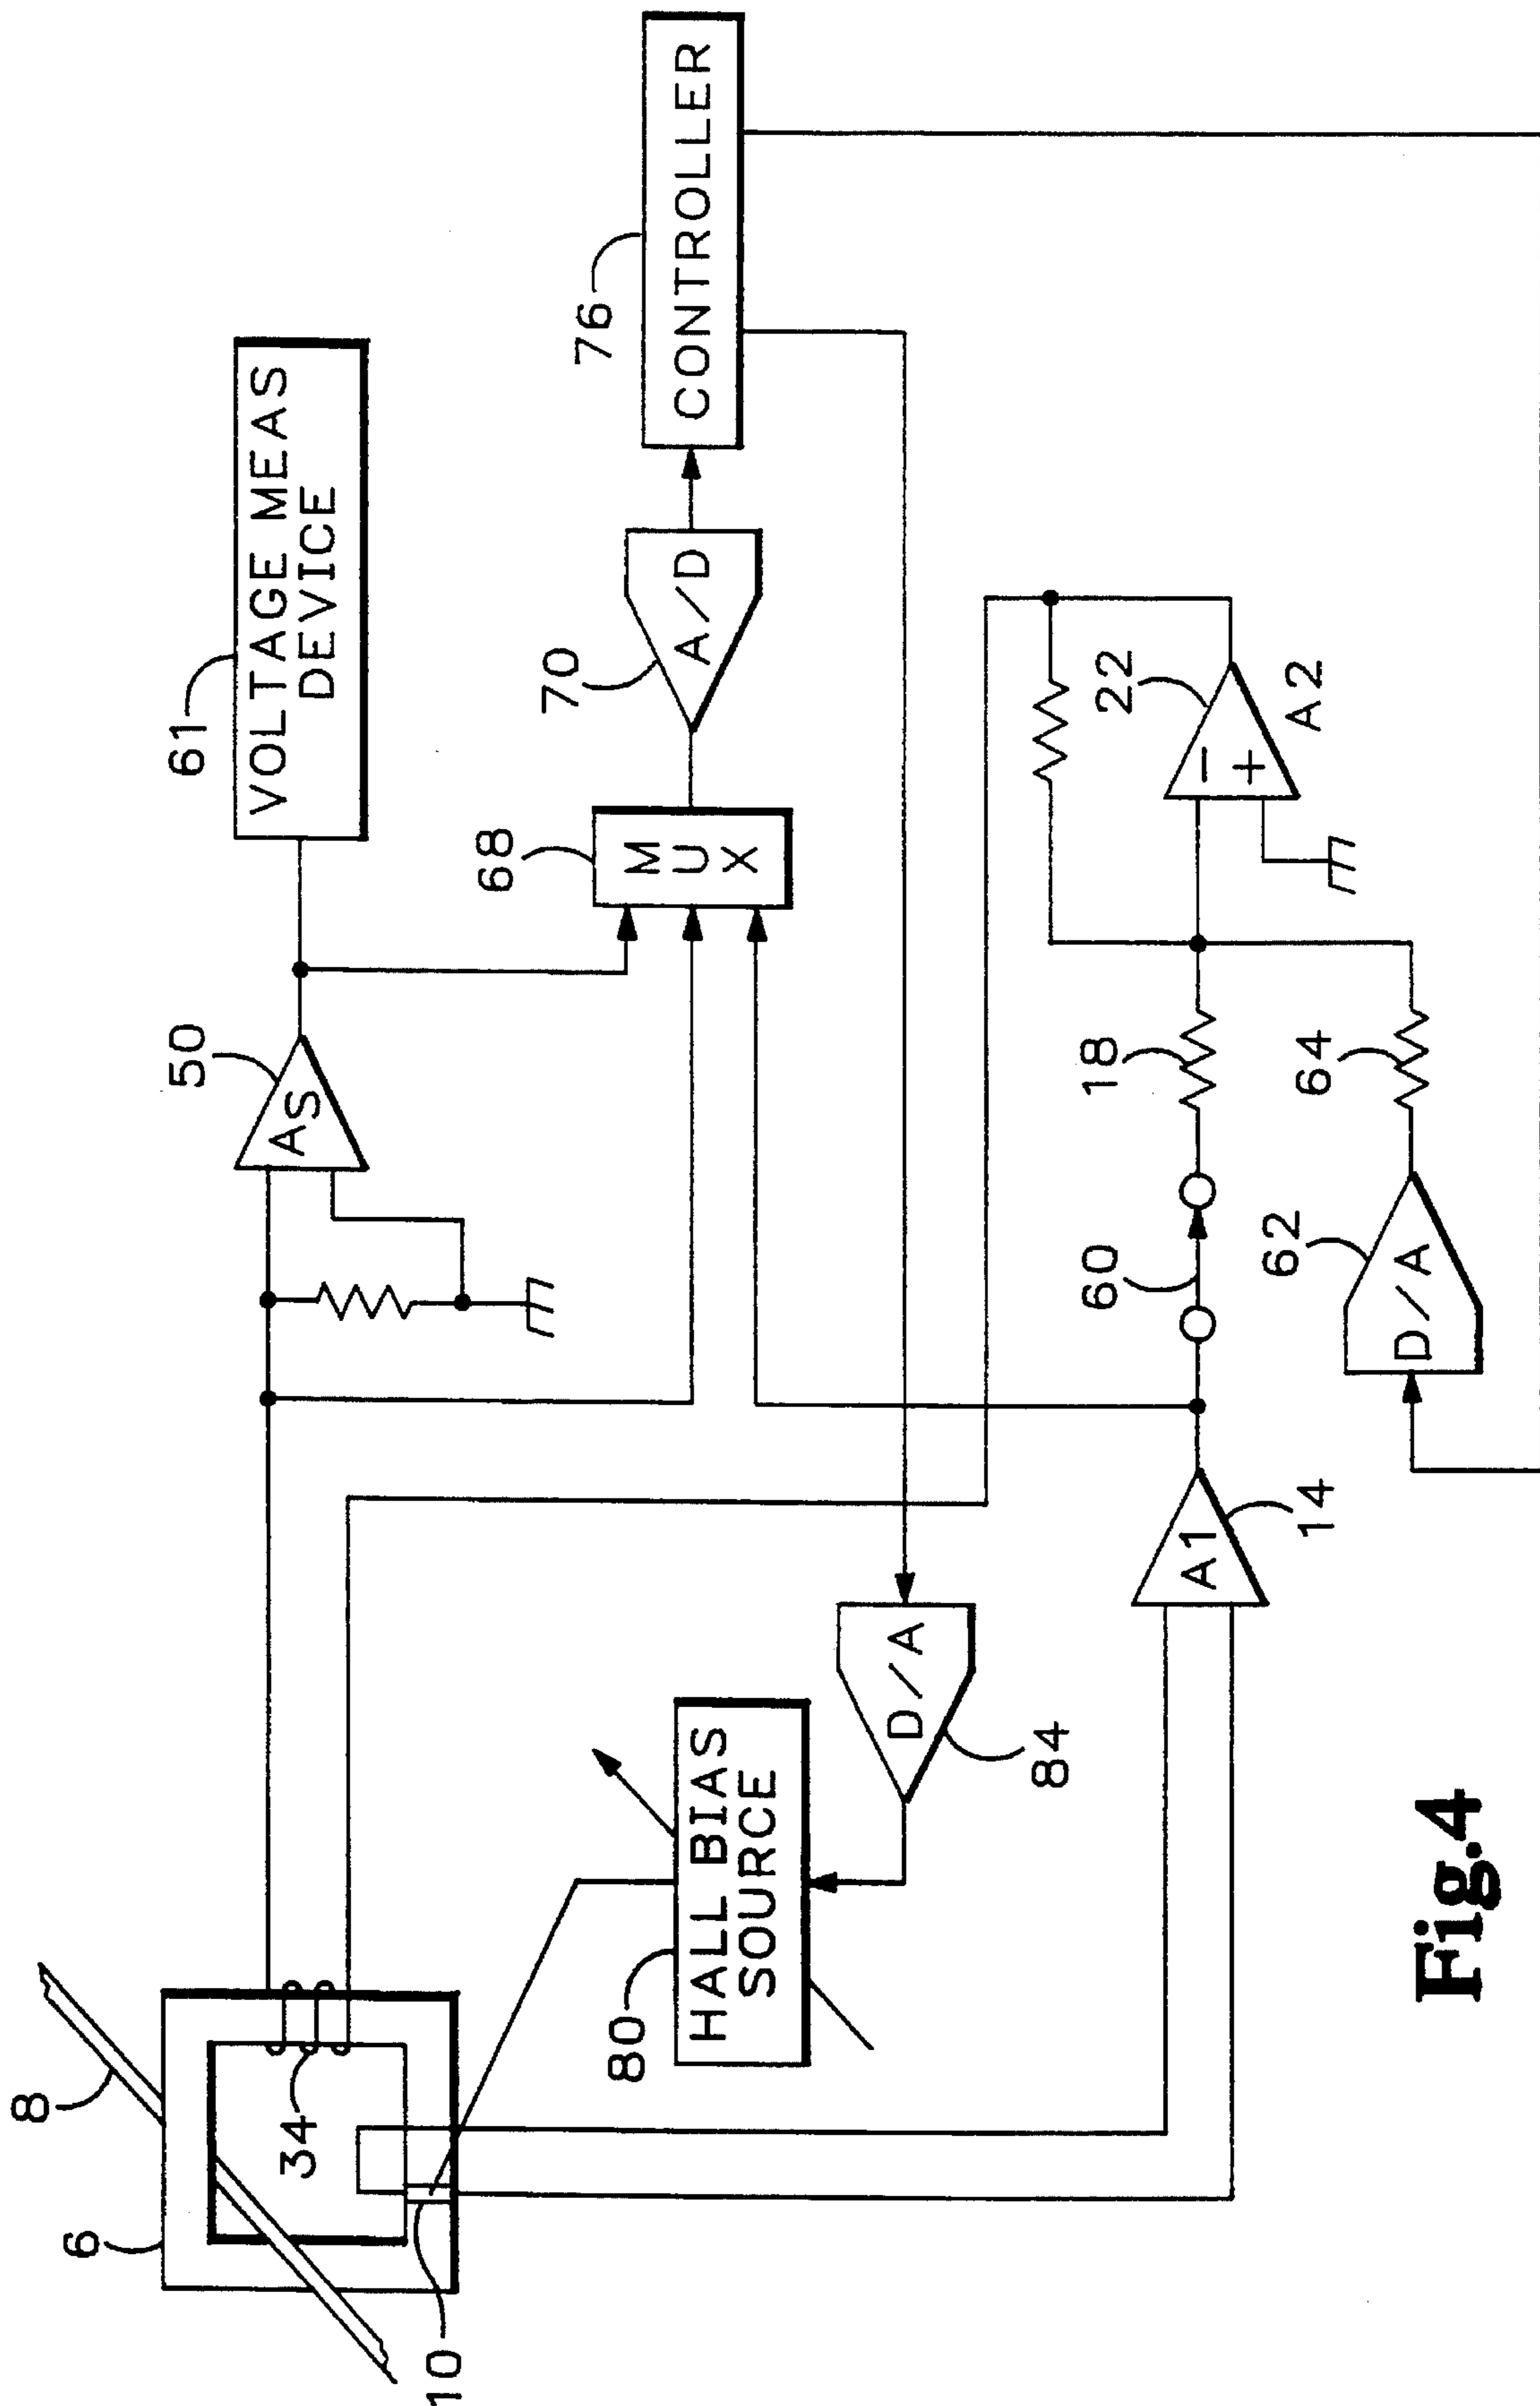 8
6
34
10
50
AS
61
VOLTAGE MEAS
DEVICE
68
MUX
70
A/D
76
CONTROLLER
80
HALL BIAS
SOURCE
D/A
84
A1
14
60
18
−
+
22
A2
D/A
62
64
Fig.4